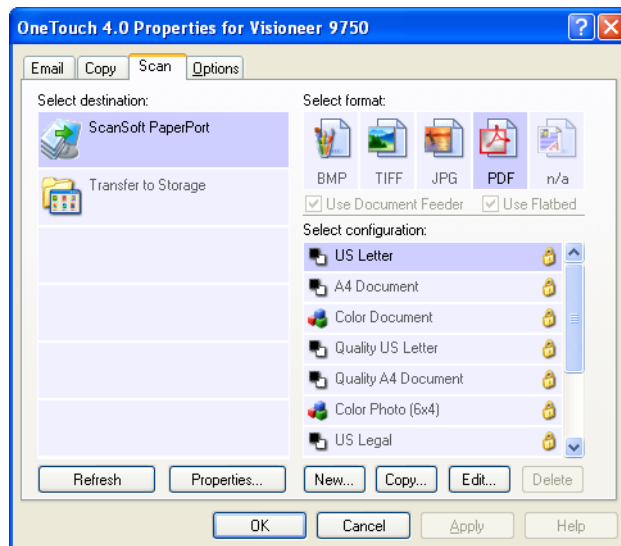 OneTouch 4.0 Properties for Visioneer 9750
Email Copy Scan Options
Select destination:
ScanSoft PaperPort
Transfer to Storage
Select format:
BMP TIFF JPG PDF n/a
Use Document Feeder Use Flatbed
Select configuration:
US Letter
A4 Document
Color Document
Quality US Letter
Quality A4 Document
Color Photo (6x4)
US Legal
Refresh Properties... New... Copy... Edit... Delete
OK Cancel Apply Help